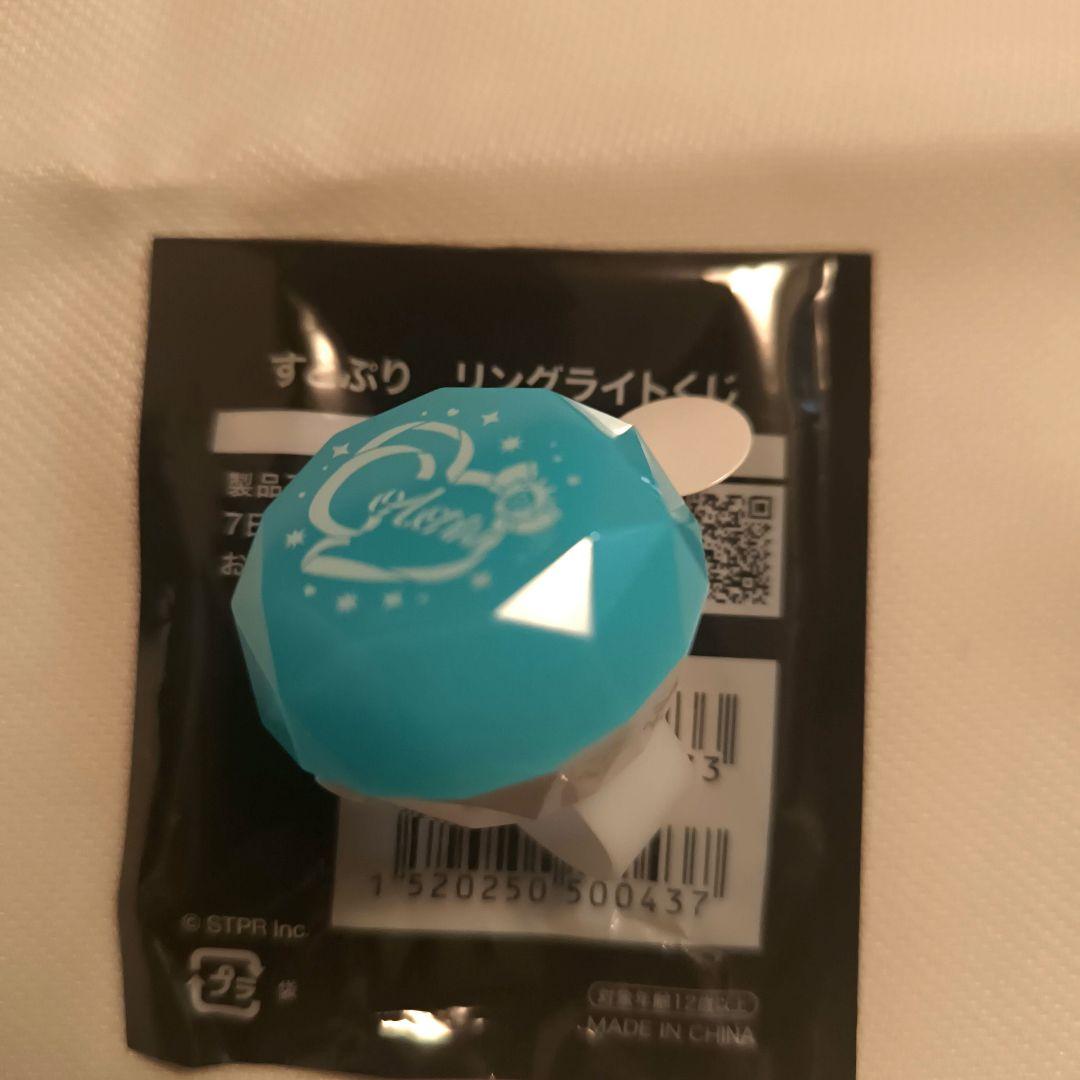 すとぷり リングライトくじ
製品
7日
お
3
1 520250 500437
© STPR Inc.
プラ
袋
対象年齢12歳以上
MADE IN CHINA